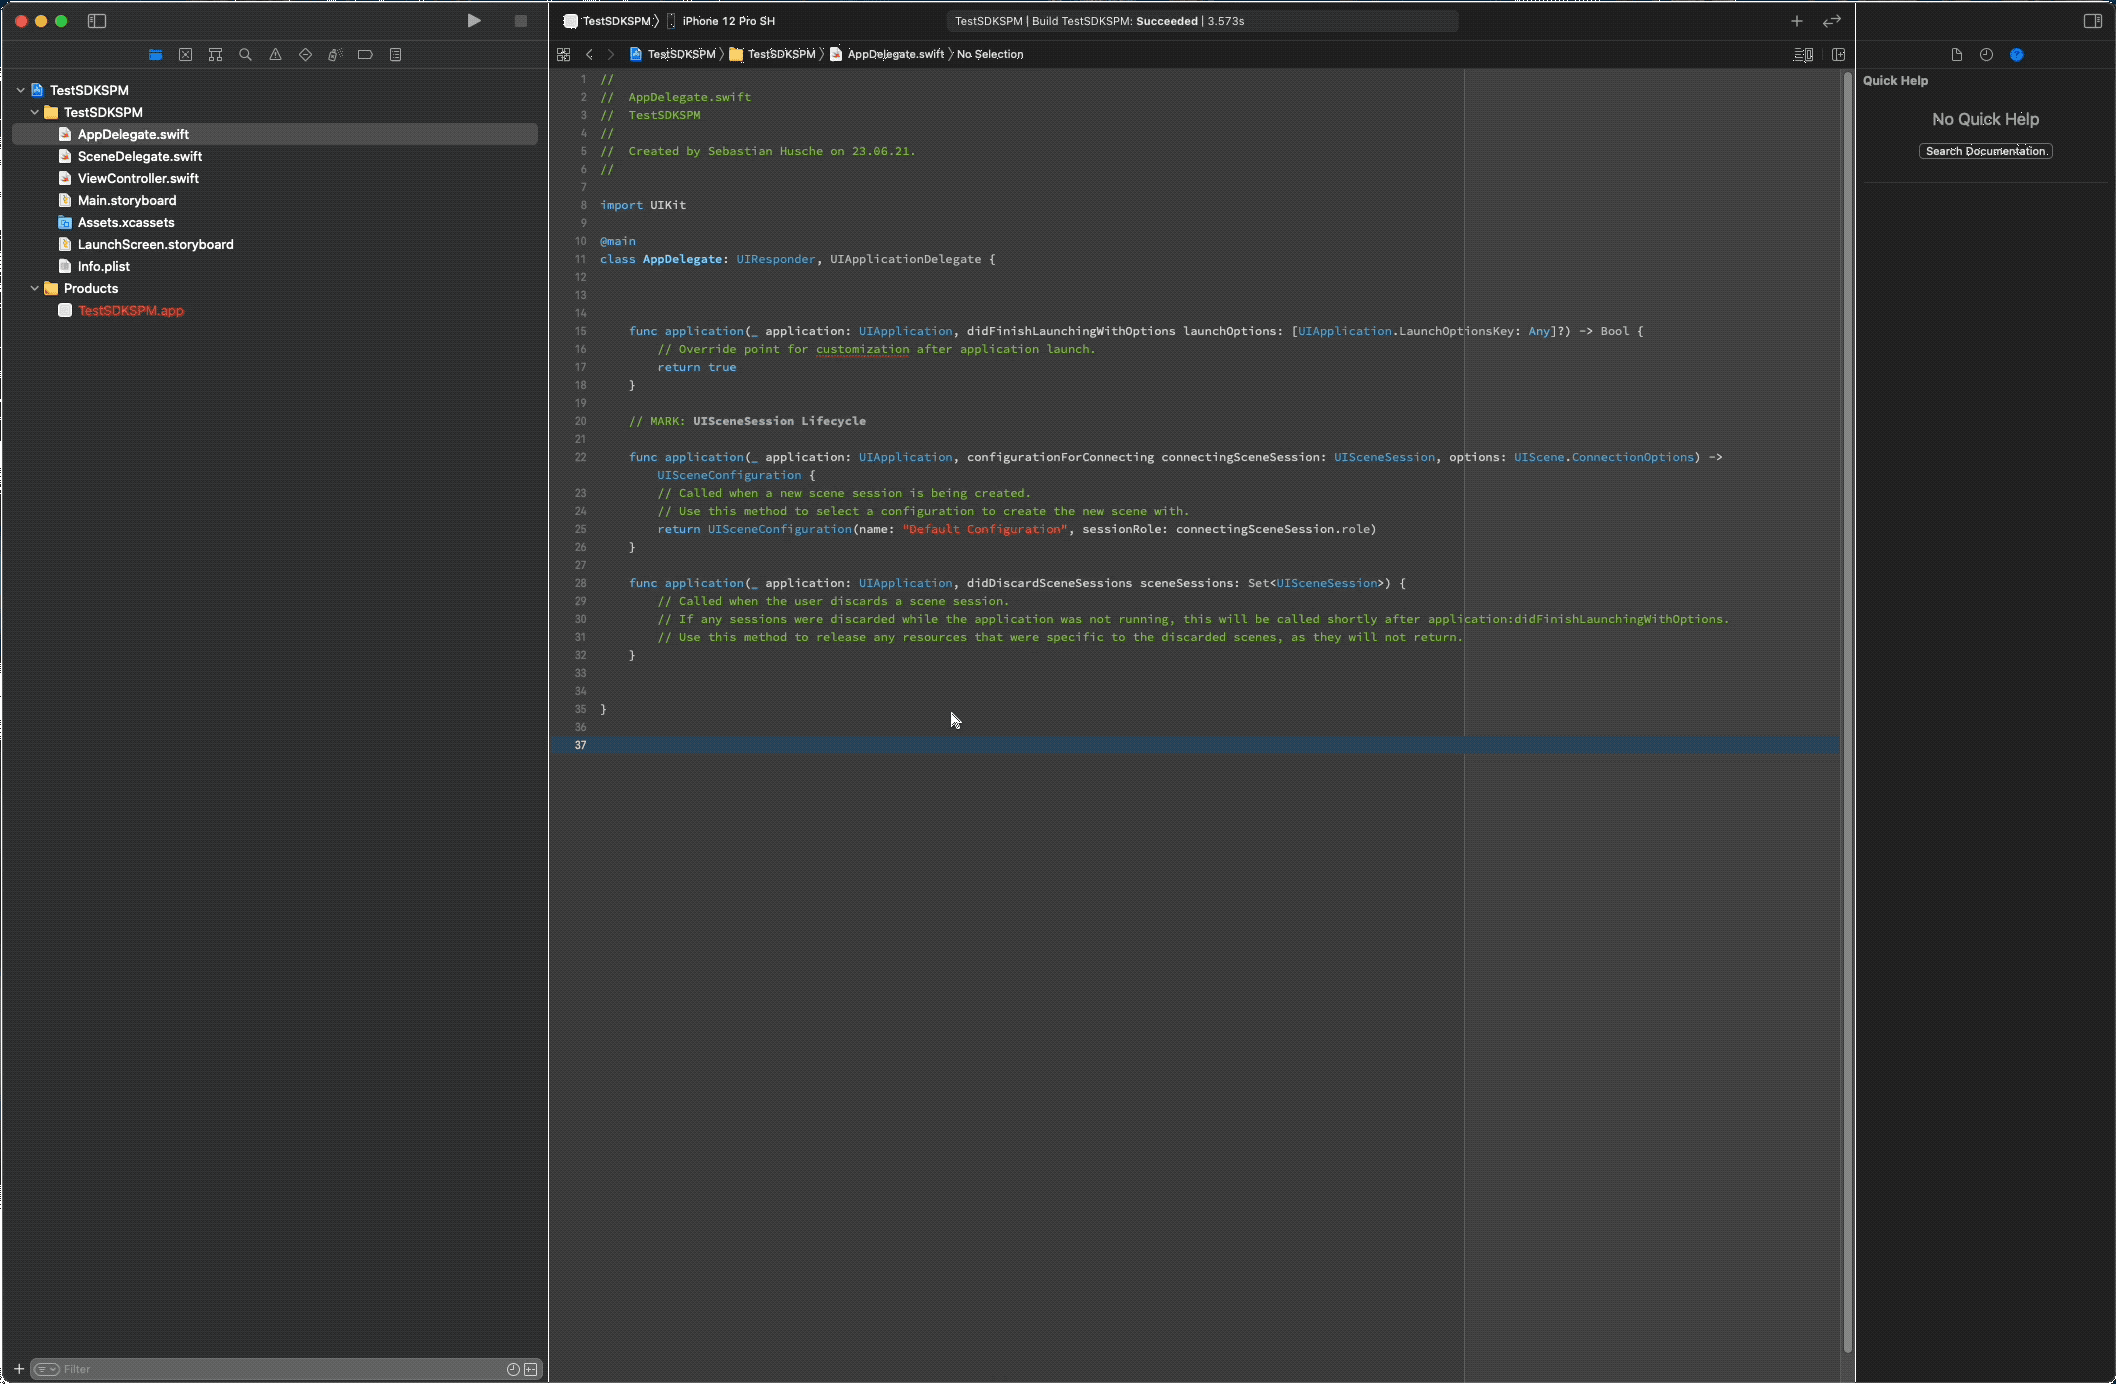 TestSDKSPM
TestSDKSPM
AppDelegate.swift
SceneDelegate.swift
ViewController.swift
Main.storyboard
Assets.xcassets
LaunchScreen.storyboard
Info.plist
Products
TestSDKSPM.app
Filter
TestSDKSPM iPhone 12 Pro SH
TestSDKSPM | Build TestSDKSPM: Succeeded | 3.573s
TestSDKSPM TestSDKSPM AppDelegate.swift No Selection
1 //
2 // AppDelegate.swift
3 // TestSDKSPM
4 //
5 // Created by Sebastian Husche on 23.06.21.
6 //
7
8 import UIKit
9
10 @main
11 class AppDelegate: UIResponder, UIApplicationDelegate {
12
13
14
15 func application(_ application: UIApplication, didFinishLaunchingWithOptions launchOptions: [UIApplication.LaunchOptionsKey: Any]?) -> Bool {
16 // Override point for customization after application launch.
17 return true
18 }
19
20 // MARK: UISceneSession Lifecycle
21
22 func application(_ application: UIApplication, configurationForConnecting connectingSceneSession: UISceneSession, options: UIScene.ConnectionOptions) ->
UISceneConfiguration {
23 // Called when a new scene session is being created.
24 // Use this method to select a configuration to create the new scene with.
25 return UISceneConfiguration(name: "Default Configuration", sessionRole: connectingSceneSession.role)
26 }
27
28 func application(_ application: UIApplication, didDiscardSceneSessions sceneSessions: Set<UISceneSession>) {
29 // Called when the user discards a scene session.
30 // If any sessions were discarded while the application was not running, this will be called shortly after application:didFinishLaunchingWithOptions.
31 // Use this method to release any resources that were specific to the discarded scenes, as they will not return.
32 }
33
34
35 }
36
37
Quick Help
No Quick Help
Search Documentation